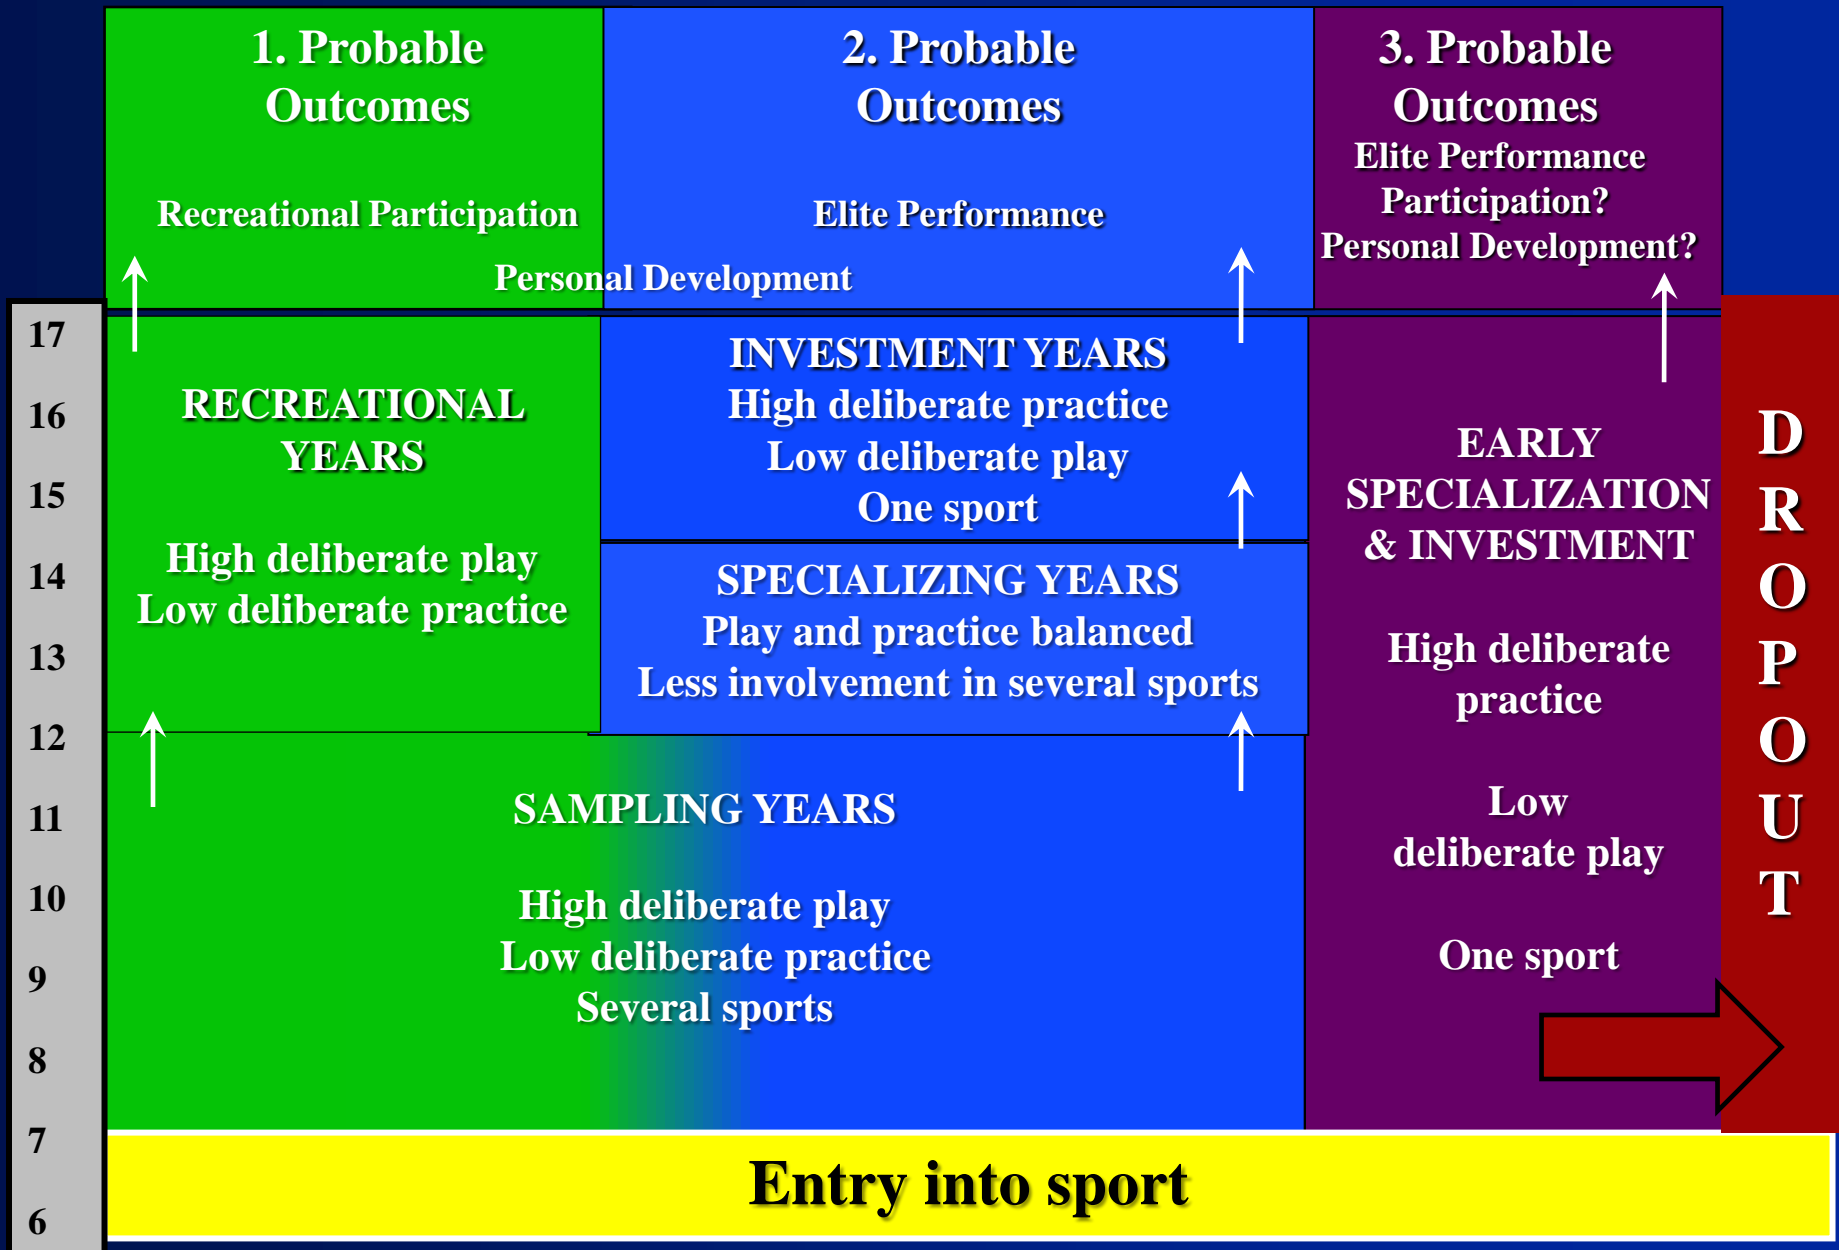 1. Probable
Outcomes
Recreational Participation
2. Probable
Outcomes
Elite Performance
Personal Development
3. Probable
Outcomes
Elite Performance
Participation?
Personal Development?
17
16
15
14
13
12
11
10
9
8
7
6
RECREATIONAL
YEARS
High deliberate play
Low deliberate practice
INVESTMENT YEARS
High deliberate practice
Low deliberate play
One sport
SPECIALIZING YEARS
Play and practice balanced
Less involvement in several sports
SAMPLING YEARS
High deliberate play
Low deliberate practice
Several sports
EARLY
SPECIALIZATION
& INVESTMENT
High deliberate
practice
Low
deliberate play
One sport
D
R
O
P
O
U
T
Entry into sport